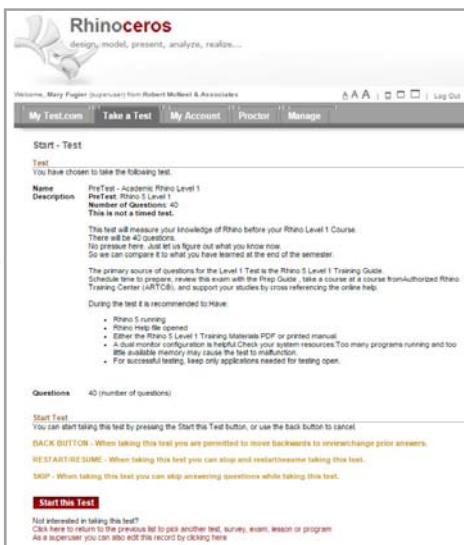 Rhinoceros
design, model, present, analyze, realize...
Welcome, Mary Fugier (superuser) from Robert McNeel & Associates
A A A | Log Out
My Test.com Take a Test My Account Proctor Manage
Start - Test
Test
You have chosen to take the following test.
Name PreTest - Academic Rhino Level 1
Description PreTest: Rhino 5 Level 1
Number of Questions: 40
This is not a timed test.
This test will measure your knowledge of Rhino before your Rhino Level 1 Course.
There will be 40 questions.
No pressue here. Just let us figure out what you know now.
So we can compare it to what you have learned at the end of the semester.
The primary source of questions for the Level 1 Test is the Rhino 5 Level 1 Training Guide.
Schedule time to prepare, review this exam with the Prep Guide , take a course at a course fromAuthorized Rhino
Training Center (ARTC®), and support your studies by cross referencing the online help.
During the test it is recommended to:Have:
• Rhino 5 running
• Rhino Help file opened
• Either the Rhino 5 Level 1 Training Materials PDF or printed manual
• A dual monitor configuration is helpful.Check your system resources:Too many programs running and too
little available memory may cause the test to malfunction.
• For successful testing, keep only applications needed for testing open.
Questions 40 (number of questions)
Start Test
You can start taking this test by pressing the Start this Test button, or use the back button to cancel.
BACK BUTTON - When taking this test you are permitted to move backwards to review/change prior answers.
RESTART/RESUME - When taking this test you can stop and restart/resume taking this test.
SKIP - When taking this test you can skip answering questions while taking this test.
Start this Test
Not interested in taking this test?
Click here to return to the previous list to pick another test, survey, exam, lesson or program
As a superuser you can also edit this record by clicking here